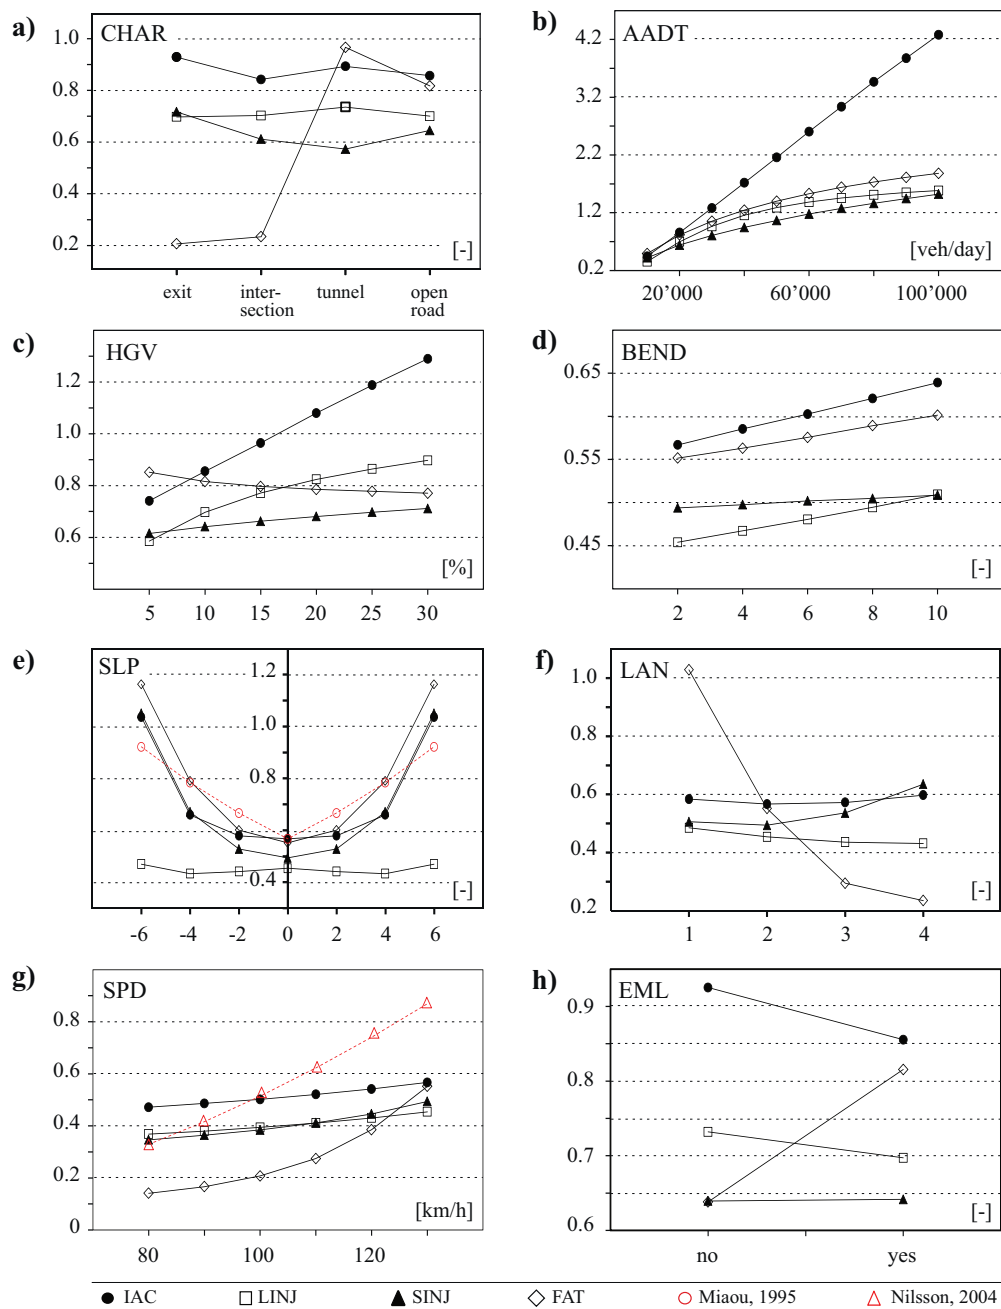 a)
CHAR
1.0
0.8
0.6
0.4
0.2
[-]
exit
inter-
section
tunnel
open
road
b)
AADT
4.2
3.2
2.2
1.2
0.2
[veh/day]
20'000
60'000
100'000
c)
HGV
1.2
1.0
0.8
0.6
[%]
5
10
15
20
25
30
d)
BEND
0.65
0.55
0.45
[-]
2
4
6
8
10
e)
SLP
1.2
1.0
0.8
0.6
0.4
[-]
-6
-4
-2
0
2
4
6
f)
LAN
1.0
0.8
0.6
0.4
0.2
[-]
1
2
3
4
g)
SPD
0.8
0.6
0.4
0.2
0
[km/h]
80
100
120
h)
EML
0.9
0.8
0.7
0.6
[-]
no
yes
IAC
LINJ
SINJ
FAT
Miaou, 1995
Nilsson, 2004